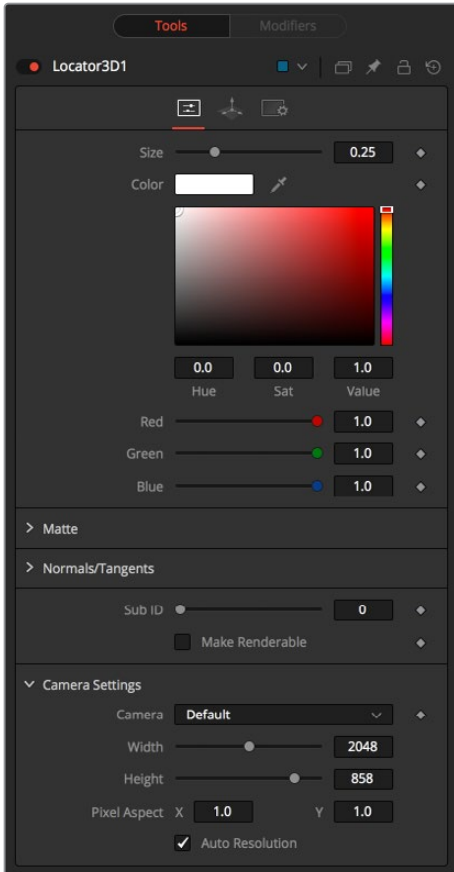 Tools Modifiers
Locator3D1
Size 0.25
Color
0.0 0.0 1.0
Hue Sat Value
Red 1.0
Green 1.0
Blue 1.0
Matte
Normals/Tangents
Sub ID 0
Make Renderable
Camera Settings
Camera Default
Width 2048
Height 858
Pixel Aspect X 1.0 Y 1.0
Auto Resolution